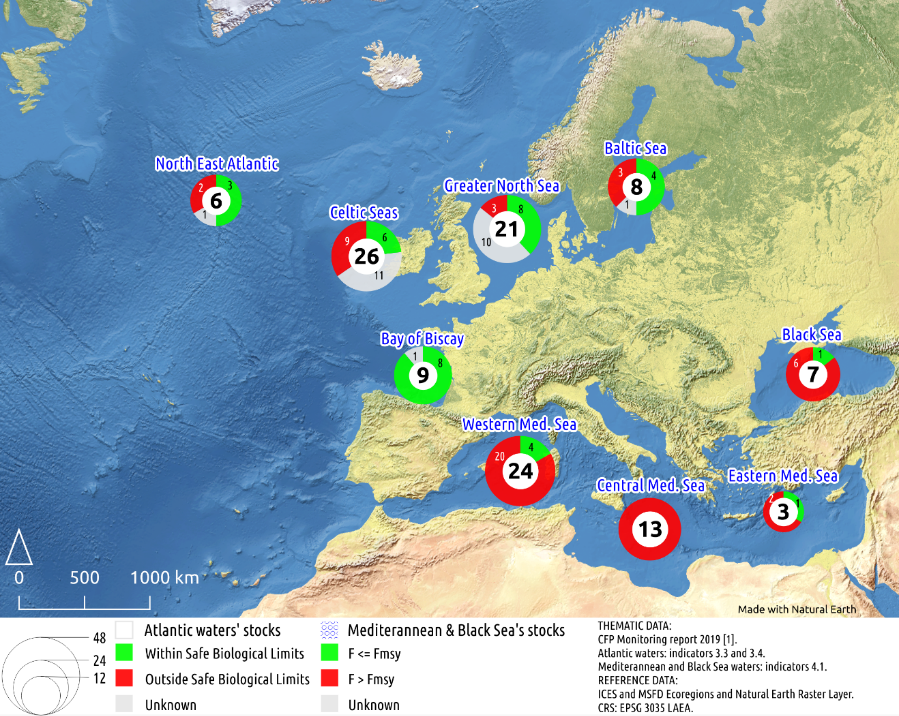 North East Atlantic
2
3
6
1
Baltic Sea
3
4
8
1
Greater North Sea
3
8
21
10
Celtic Seas
9
6
26
11
Bay of Biscay
1
8
9
Black Sea
6
1
7
Western Med. Sea
20
4
24
Central Med. Sea
13
Eastern Med. Sea
2
1
3
0 500 1000 km
Made with Natural Earth
48
24
12
Atlantic waters' stocks
Within Safe Biological Limits
Outside Safe Biological Limits
Unknown
Mediterannean & Black Sea's stocks
F <= Fmsy
F > Fmsy
Unknown
THEMATIC DATA:
CFP Monitoring report 2019 [1].
Atlantic waters: indicators 3.3 and 3.4.
Mediterannean and Black Sea waters: indicators 4.1.
REFERENCE DATA:
ICES and MSFD Ecoregions and Natural Earth Raster Layer.
CRS: EPSG 3035 LAEA.